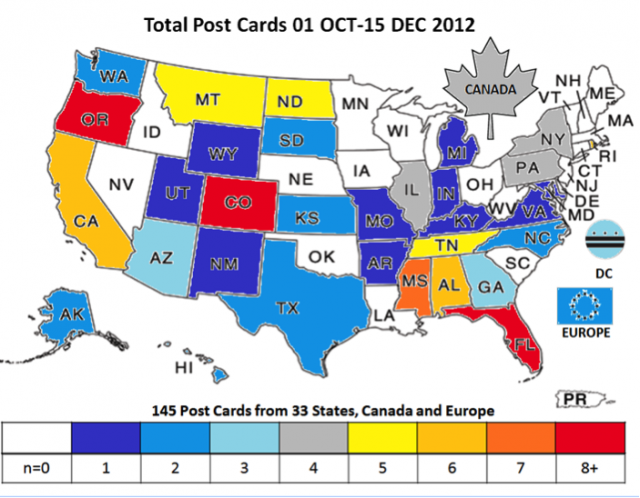 Total Post Cards 01 OCT-15 DEC 2012
WA
MT
ND
MN
CANADA
NH
VT
ME
OR
ID
SD
WI
NY
MA
WY
MI
RI
NV
UT
CO
NE
IA
IL
IN
OH
PA
CT
NJ
DE
MD
CA
KS
MO
KY
WV
VA
AZ
NM
OK
AR
TN
NC
DC
TX
LA
MS
AL
GA
SC
EUROPE
AK
HI
FL
PR
145 Post Cards from 33 States, Canada and Europe
n=0 1 2 3 4 5 6 7 8+